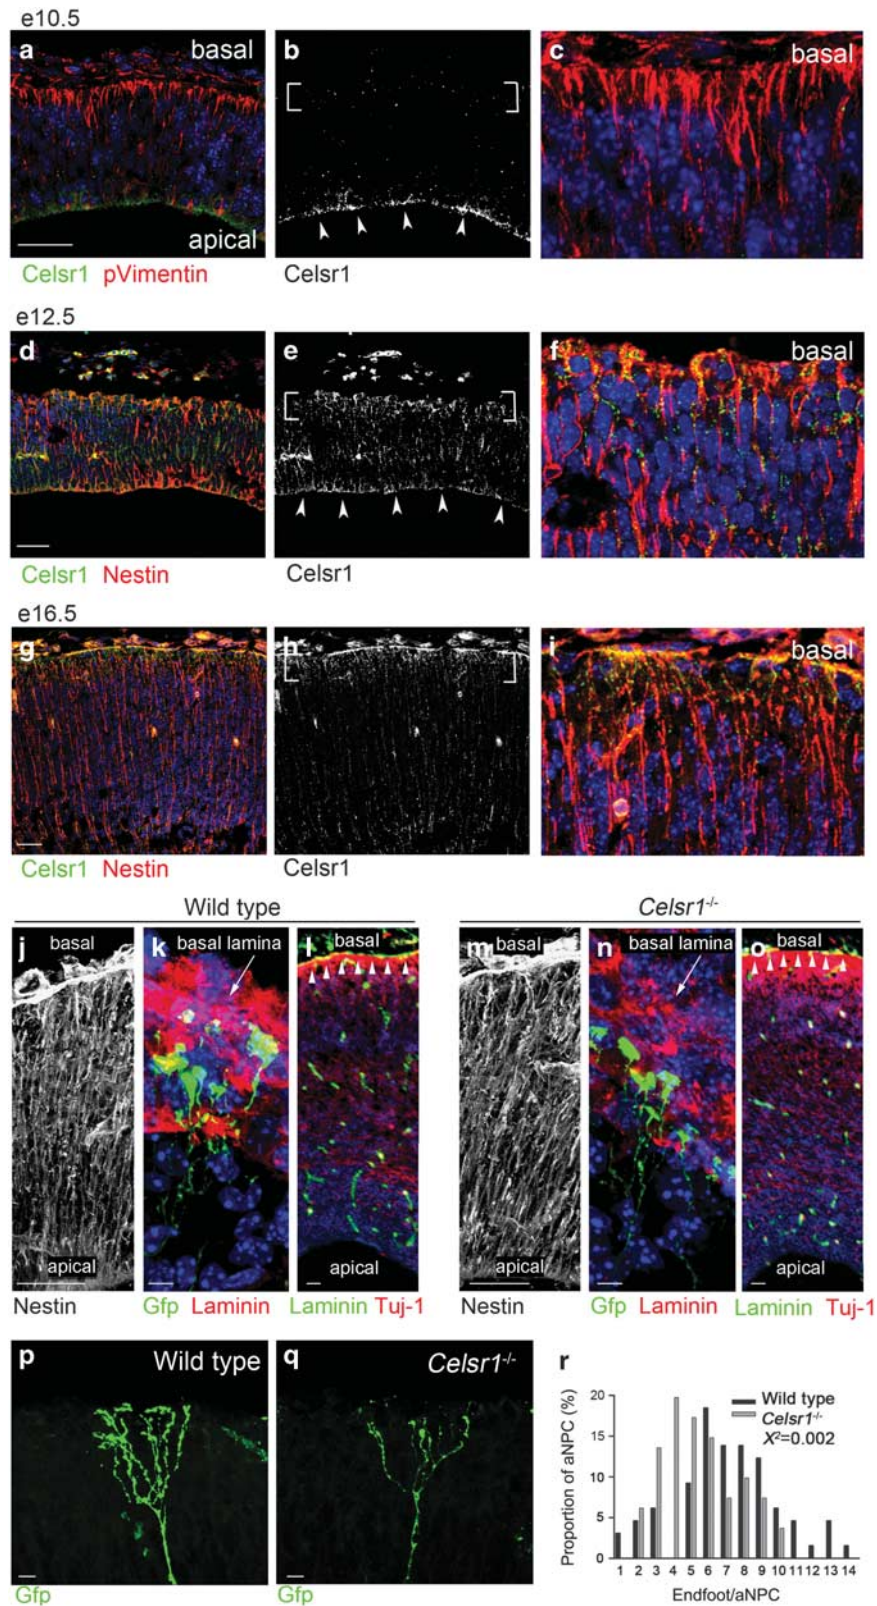 e10.5
a basal b c basal
apical
Celsr1 pVimentin Celsr1
e12.5
d e f basal
Celsr1 Nestin Celsr1
e16.5
g h i basal
Celsr1 Nestin Celsr1
Wild type Celsr1-/-
j basal k basal lamina l basal m basal n basal lamina o basal
apical apical apical apical
Nestin Gfp Laminin Laminin Tuj-1 Nestin Gfp Laminin Laminin Tuj-1
p Wild type q Celsr1-/- r
Wild type
Celsr1-/-
X²=0.002
Proportion of aNPC (%)
20
15
10
5
0
1 2 3 4 5 6 7 8 9 10 11 12 13 14
Endfoot/aNPC
Gfp Gfp